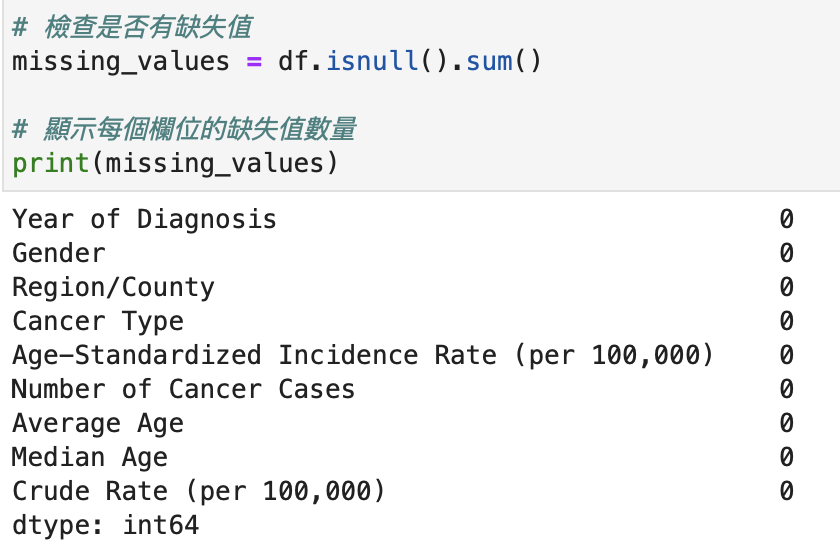 # 檢查是否有缺失值
missing_values = df.isnull().sum()
# 顯示每個欄位的缺失值數量
print(missing_values)
Year of Diagnosis 0
Gender 0
Region/County 0
Cancer Type 0
Age-Standardized Incidence Rate (per 100,000) 0
Number of Cancer Cases 0
Average Age 0
Median Age 0
Crude Rate (per 100,000) 0
dtype: int64